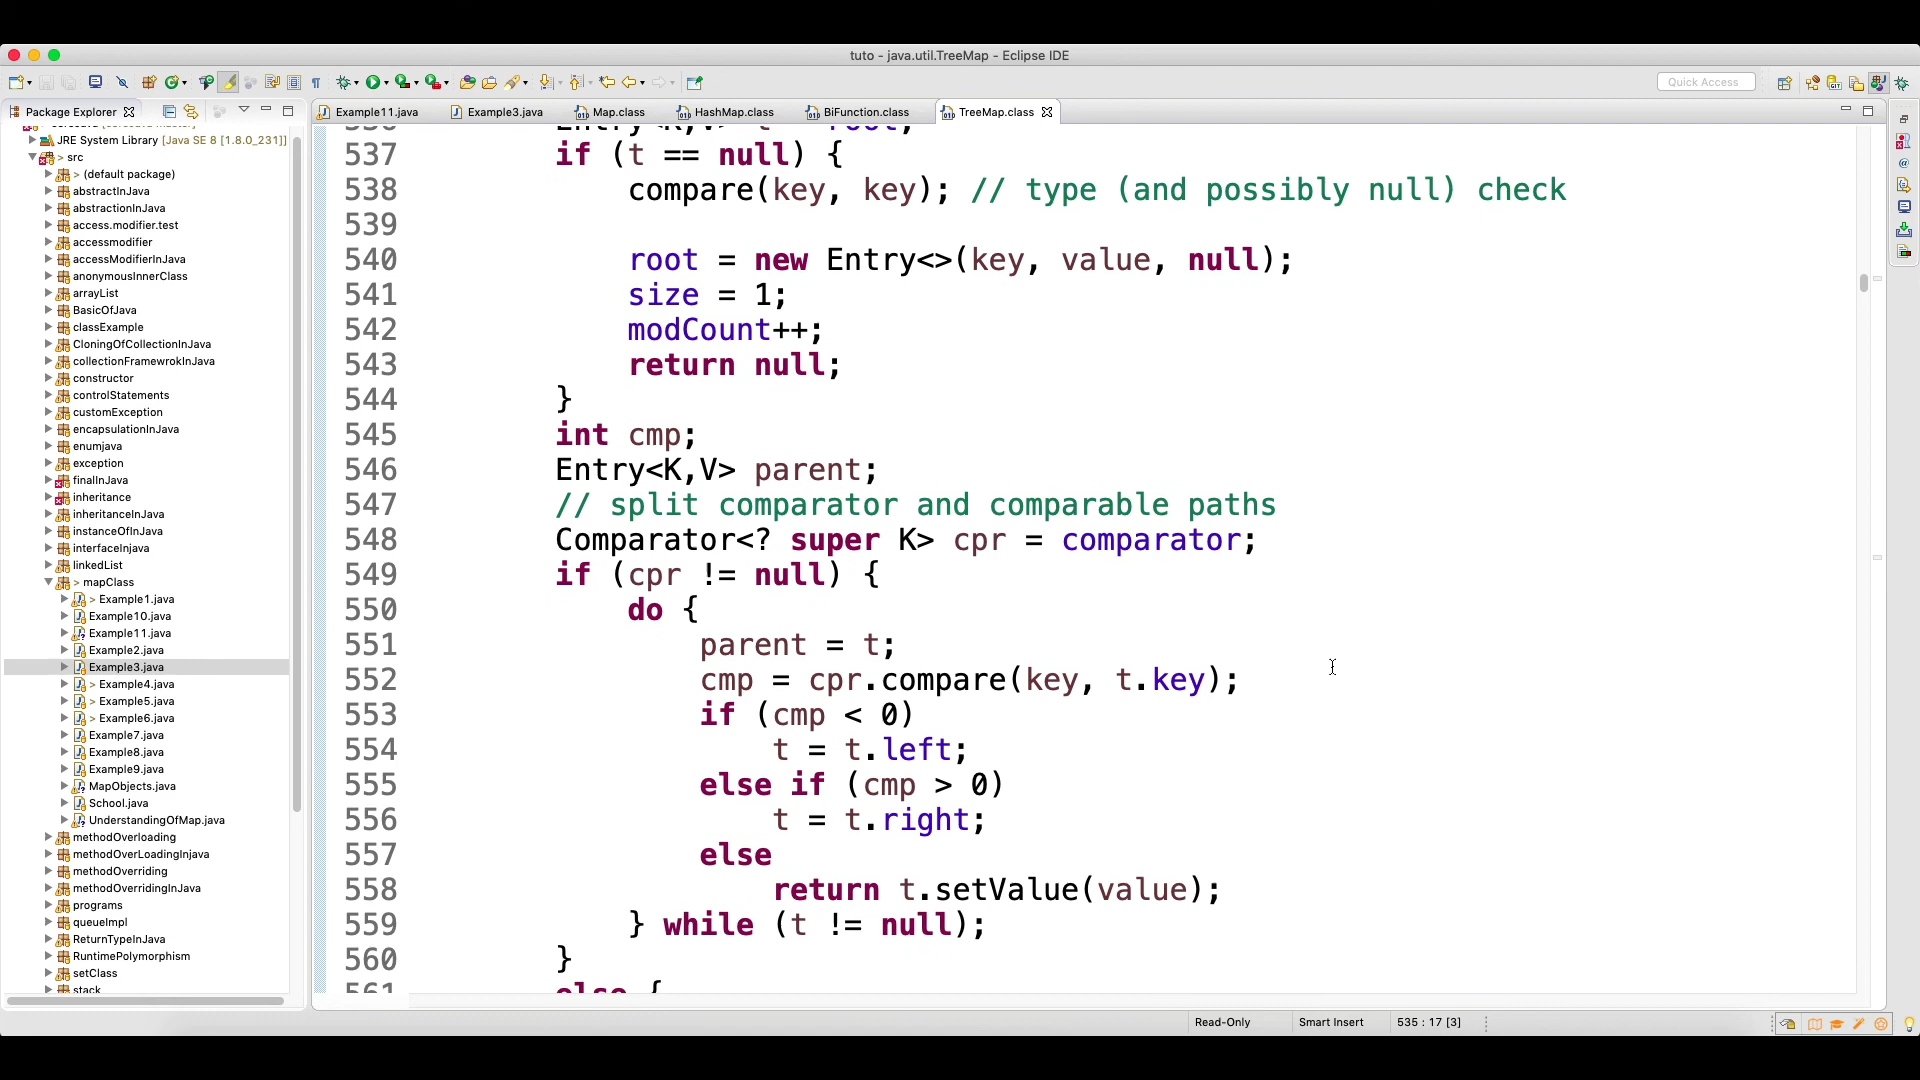 tuto - java.util.TreeMap - Eclipse IDE
Quick Access
Package Explorer
Example11.java
Example3.java
Map.class
HashMap.class
BiFunction.class
TreeMap.class
JRE System Library [Java SE 8 [1.8.0_231]]
> src
> (default package)
abstractInJava
abstractionInJava
access.modifier.test
accessmodifier
accessModifierInJava
anonymousInnerClass
arrayList
BasicOfJava
classExample
CloningOfCollectionInJava
collectionFramewrokInJava
constructor
controlStatements
customException
encapsulationInJava
enumjava
exception
finalInJava
inheritance
inheritanceInJava
instanceOfInJava
interfaceInjava
linkedList
> mapClass
> Example1.java
Example10.java
Example11.java
Example2.java
Example3.java
> Example4.java
> Example5.java
> Example6.java
Example7.java
Example8.java
Example9.java
MapObjects.java
School.java
UnderstandingOfMap.java
methodOverloading
methodOverLoadingInjava
methodOverriding
methodOverridingInJava
programs
queueImpl
ReturnTypeInJava
RuntimePolymorphism
setClass
stack
537 if (t == null) {
538 compare(key, key); // type (and possibly null) check
539
540 root = new Entry<>(key, value, null);
541 size = 1;
542 modCount++;
543 return null;
544 }
545 int cmp;
546 Entry<K,V> parent;
547 // split comparator and comparable paths
548 Comparator<? super K> cpr = comparator;
549 if (cpr != null) {
550 do {
551 parent = t;
552 cmp = cpr.compare(key, t.key);
553 if (cmp < 0)
554 t = t.left;
555 else if (cmp > 0)
556 t = t.right;
557 else
558 return t.setValue(value);
559 } while (t != null);
560 }
561 else {
Read-Only
Smart Insert
535 : 17 [3]